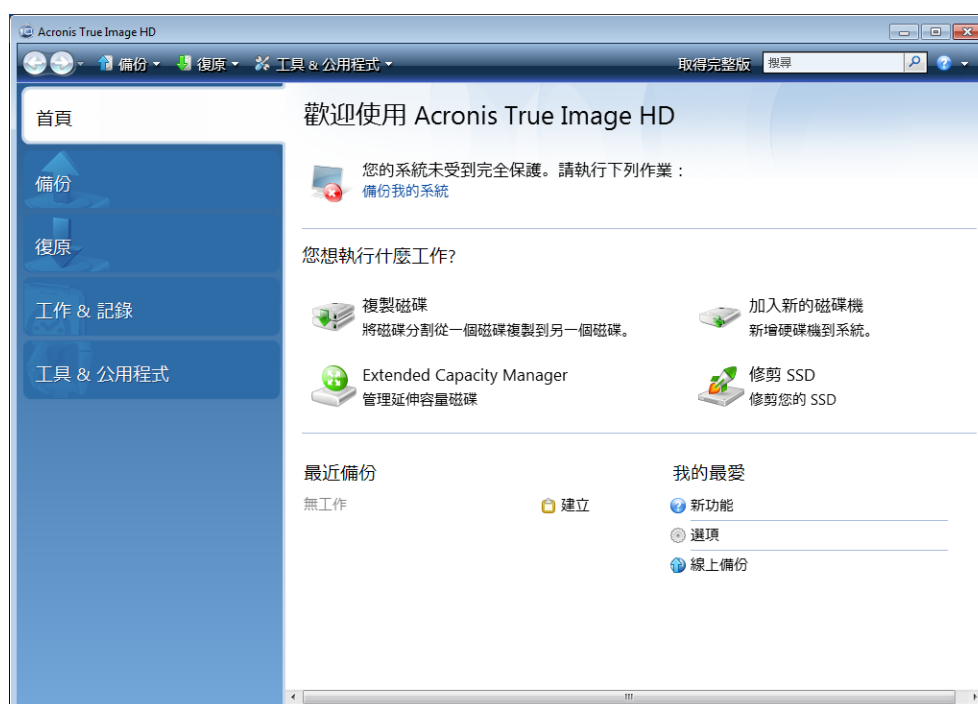 Acronis True Image HD
備份 復原 工具 & 公用程式 取得完整版 搜尋
首頁
備份
復原
工作 & 記錄
工具 & 公用程式
歡迎使用 Acronis True Image HD
您的系統未受到完全保護。請執行下列作業：
備份我的系統
您想執行什麼工作?
複製磁碟
將磁碟分割從一個磁碟複製到另一個磁碟。
加入新的磁碟機
新增硬碟機到系統。
Extended Capacity Manager
管理延伸容量磁碟
修剪 SSD
修剪您的 SSD
最近備份
無工作
建立
我的最愛
新功能
選項
線上備份